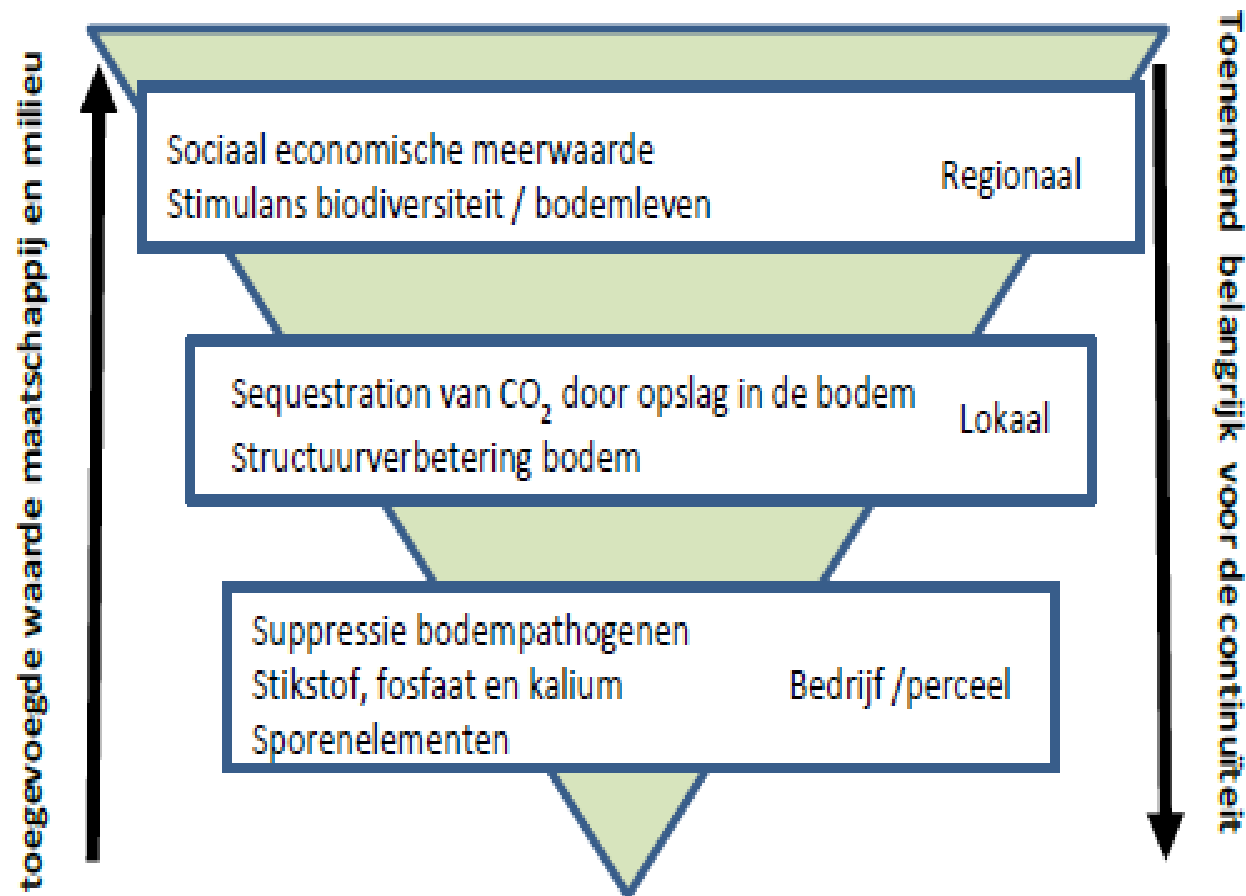 toegevoegde waarde maatschappij en milieu
Sociaal economische meerwaarde
Stimulans biodiversiteit / bodemleven
Regionaal
Sequestration van CO₂ door opslag in de bodem
Structuurverbetering bodem
Lokaal
Suppressie bodempathogenen
Stikstof, fosfaat en kalium
Sporenelementen
Bedrijf /perceel
Toenemend belangrijk voor de continuïteit